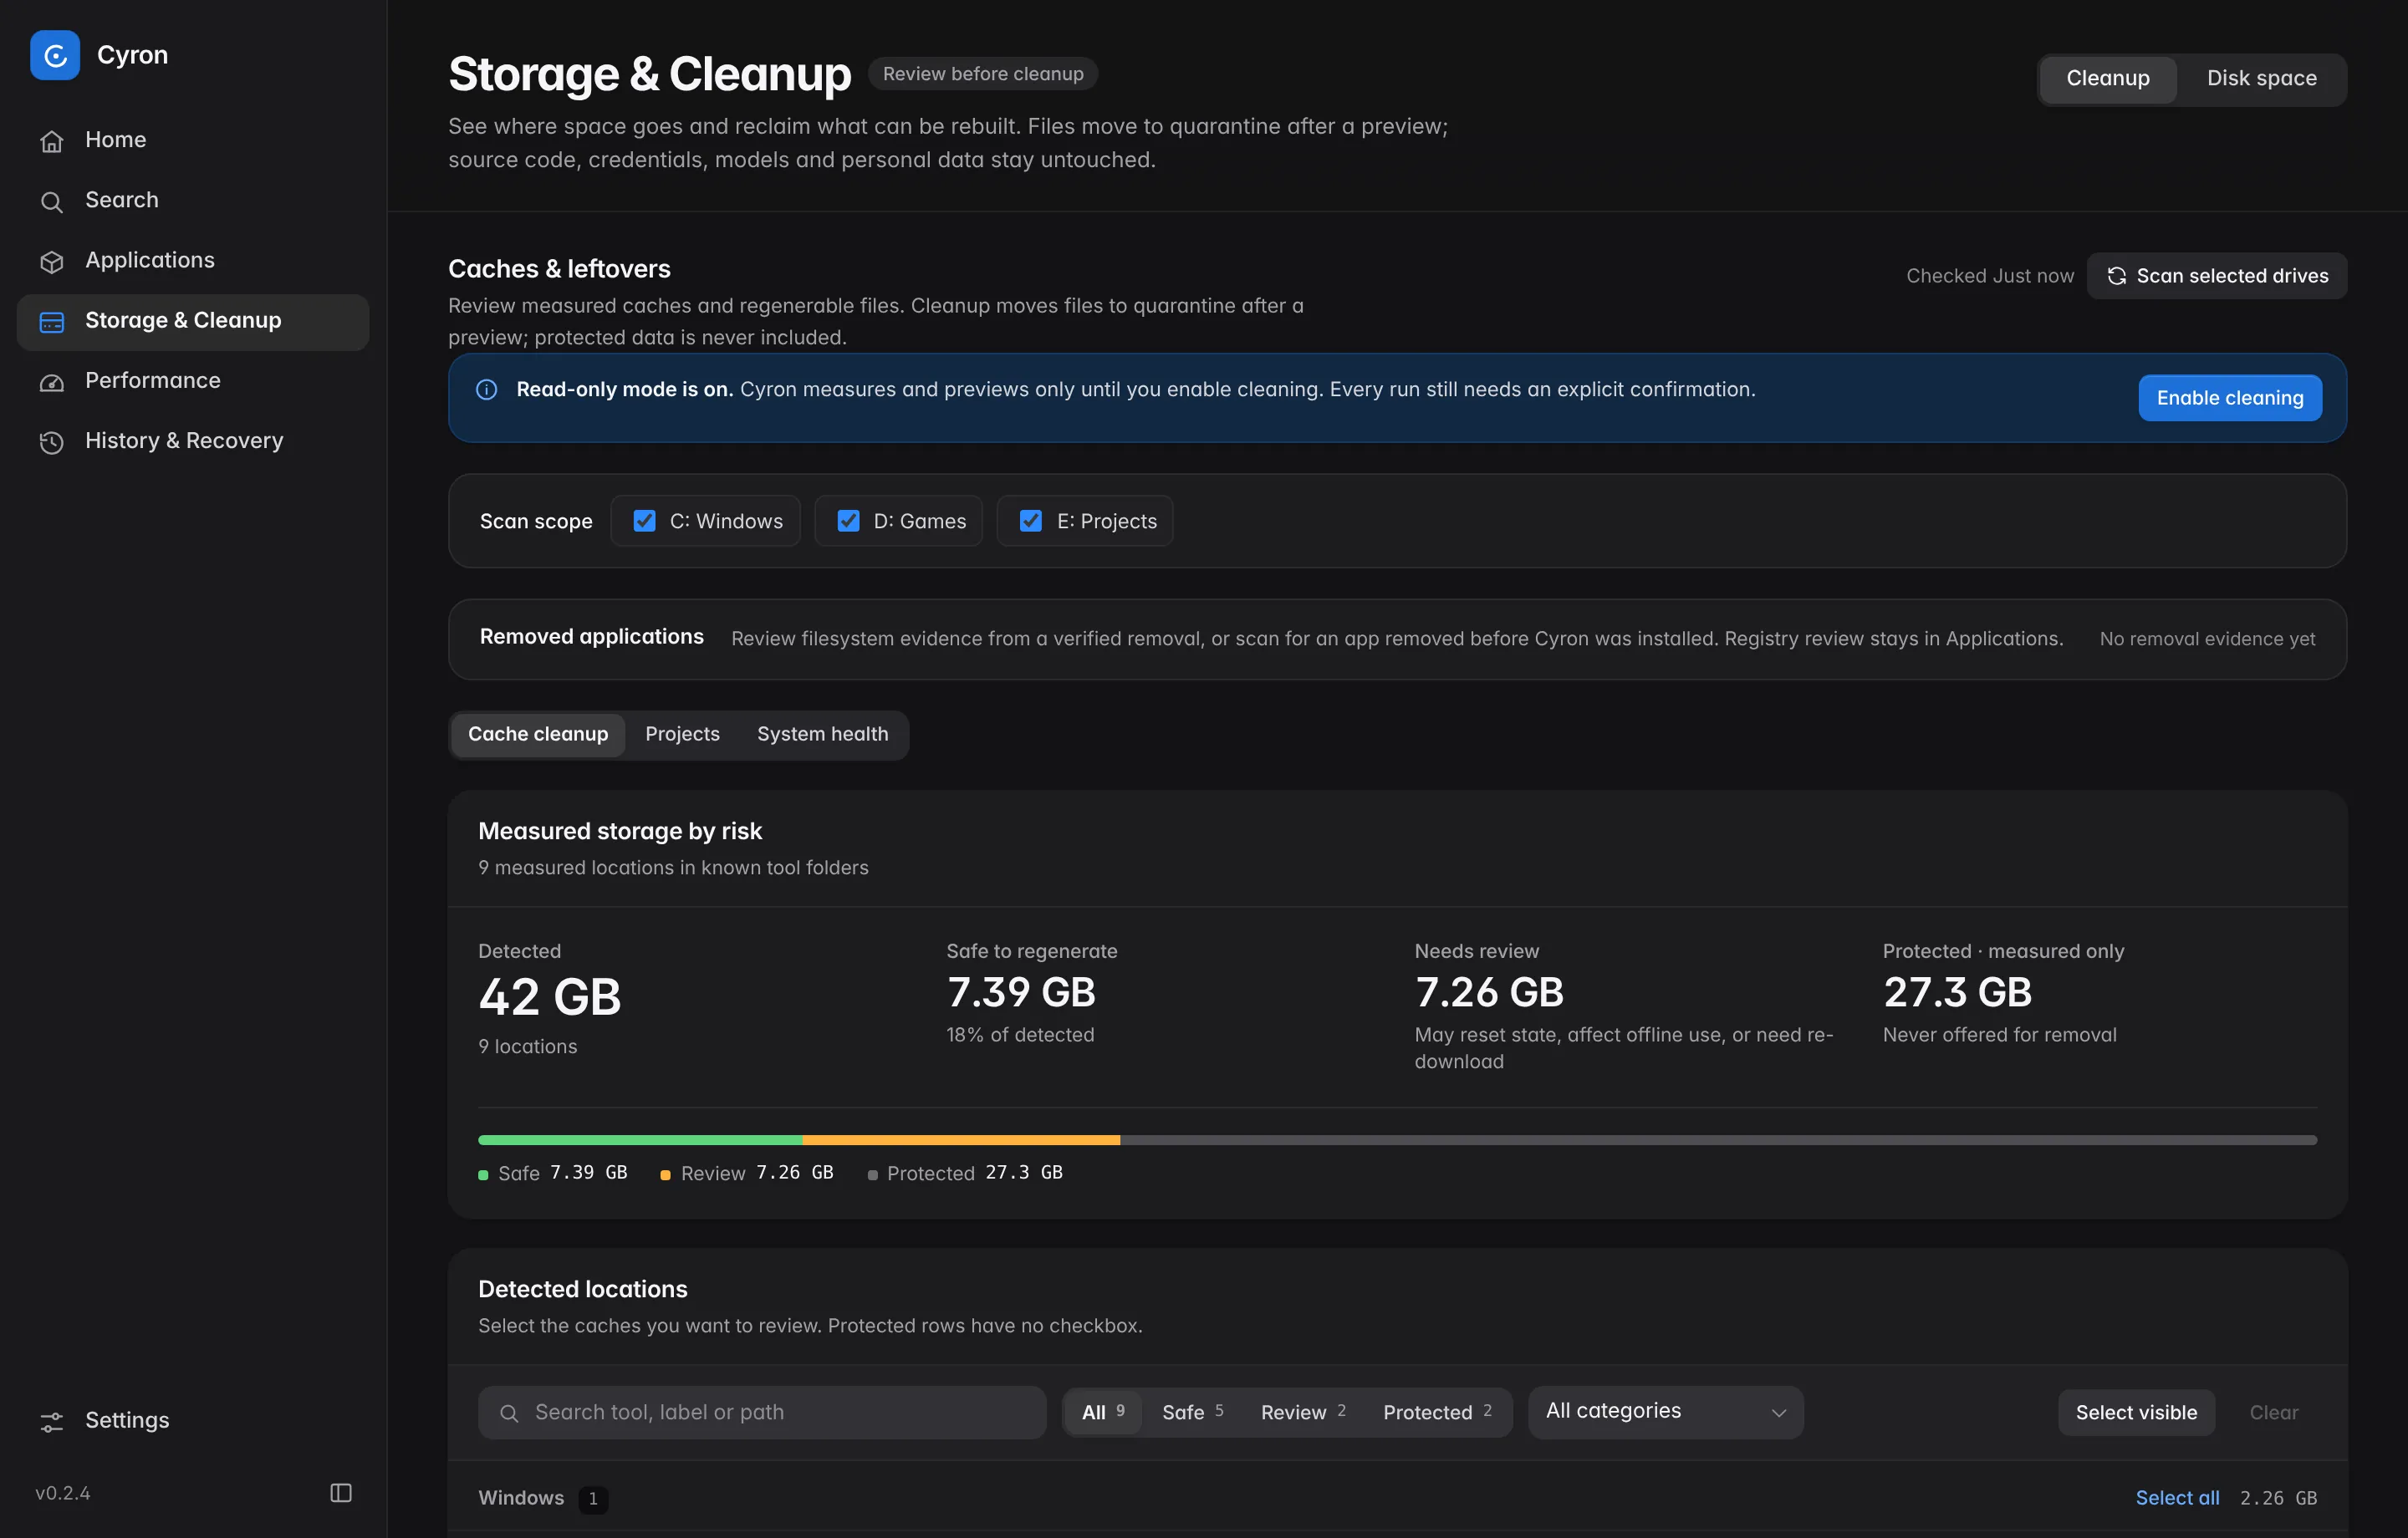 Cyron
Home
Search
Applications
Storage & Cleanup
Performance
History & Recovery
Settings
v0.2.4
Storage & Cleanup
Review before cleanup
See where space goes and reclaim what can be rebuilt. Files move to quarantine after a preview;
source code, credentials, models and personal data stay untouched.
Cleanup
Disk space
Caches & leftovers
Review measured caches and regenerable files. Cleanup moves files to quarantine after a
preview; protected data is never included.
Checked Just now
Scan selected drives
Read-only mode is on. Cyron measures and previews only until you enable cleaning. Every run still needs an explicit confirmation.
Enable cleaning
Scan scope
C: Windows
D: Games
E: Projects
Removed applications
Review filesystem evidence from a verified removal, or scan for an app removed before Cyron was installed. Registry review stays in Applications.
No removal evidence yet
Cache cleanup
Projects
System health
Measured storage by risk
9 measured locations in known tool folders
Detected
42 GB
9 locations
Safe to regenerate
7.39 GB
18% of detected
Needs review
7.26 GB
May reset state, affect offline use, or need re-
download
Protected · measured only
27.3 GB
Never offered for removal
Safe 7.39 GB
Review 7.26 GB
Protected 27.3 GB
Detected locations
Select the caches you want to review. Protected rows have no checkbox.
Search tool, label or path
All 9
Safe 5
Review 2
Protected 2
All categories
Select visible
Clear
Windows 1
Select all
2.26 GB